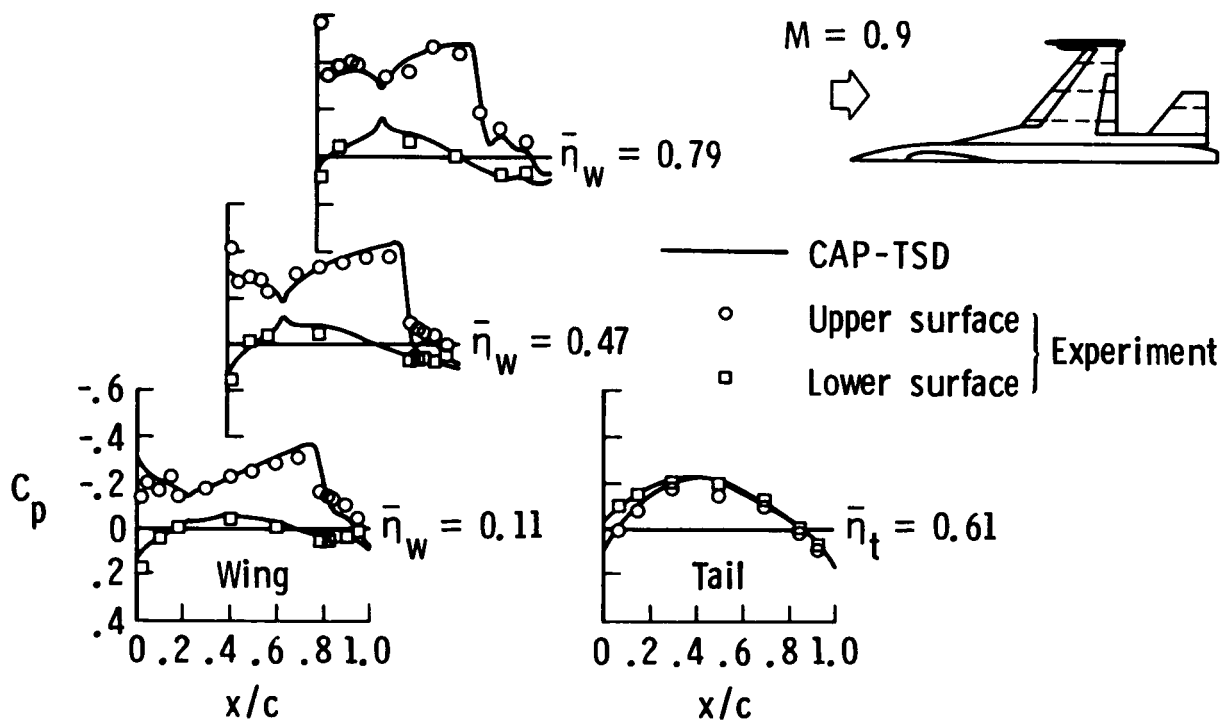 M = 0.9
η̄w = 0.79
CAP-TSD
Upper surface
Lower surface
Experiment
η̄w = 0.47
-.6
-.4
-.2
0
.2
.4
Cp
η̄w = 0.11
Wing
0 .2 .4 .6 .8 1.0
x/c
η̄t = 0.61
Tail
0 .2 .4 .6 .8 1.0
x/c